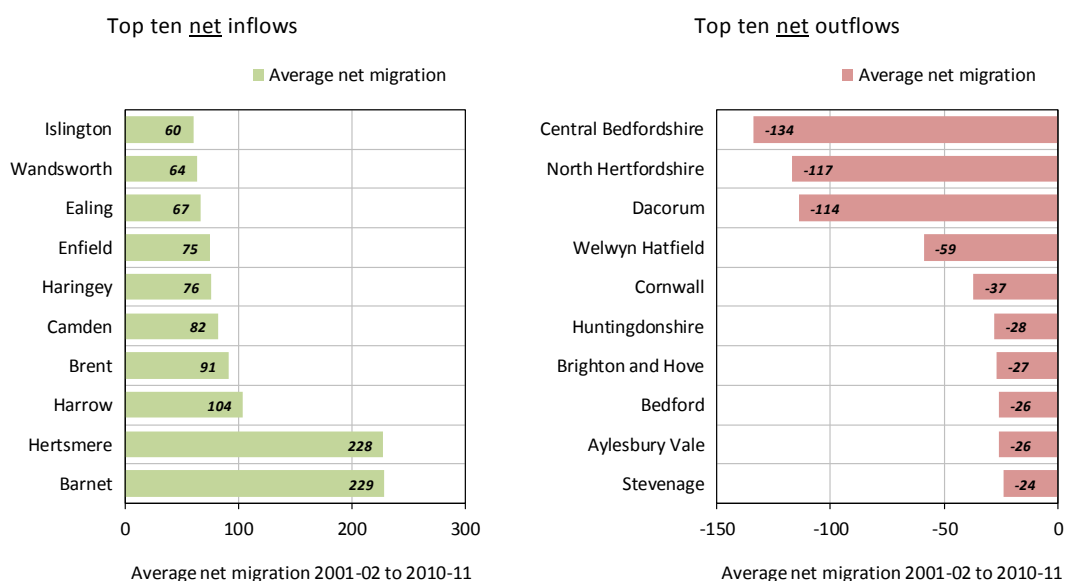 Top ten net inflows
Average net migration
Islington 60
Wandsworth 64
Ealing 67
Enfield 75
Haringey 76
Camden 82
Brent 91
Harrow 104
Hertsmere 228
Barnet 229
0 100 200 300
Average net migration 2001-02 to 2010-11
Top ten net outflows
Average net migration
Central Bedfordshire -134
North Hertfordshire -117
Dacorum -114
Welwyn Hatfield -59
Cornwall -37
Huntingdonshire -28
Brighton and Hove -27
Bedford -26
Aylesbury Vale -26
Stevenage -24
-150 -100 -50 0
Average net migration 2001-02 to 2010-11